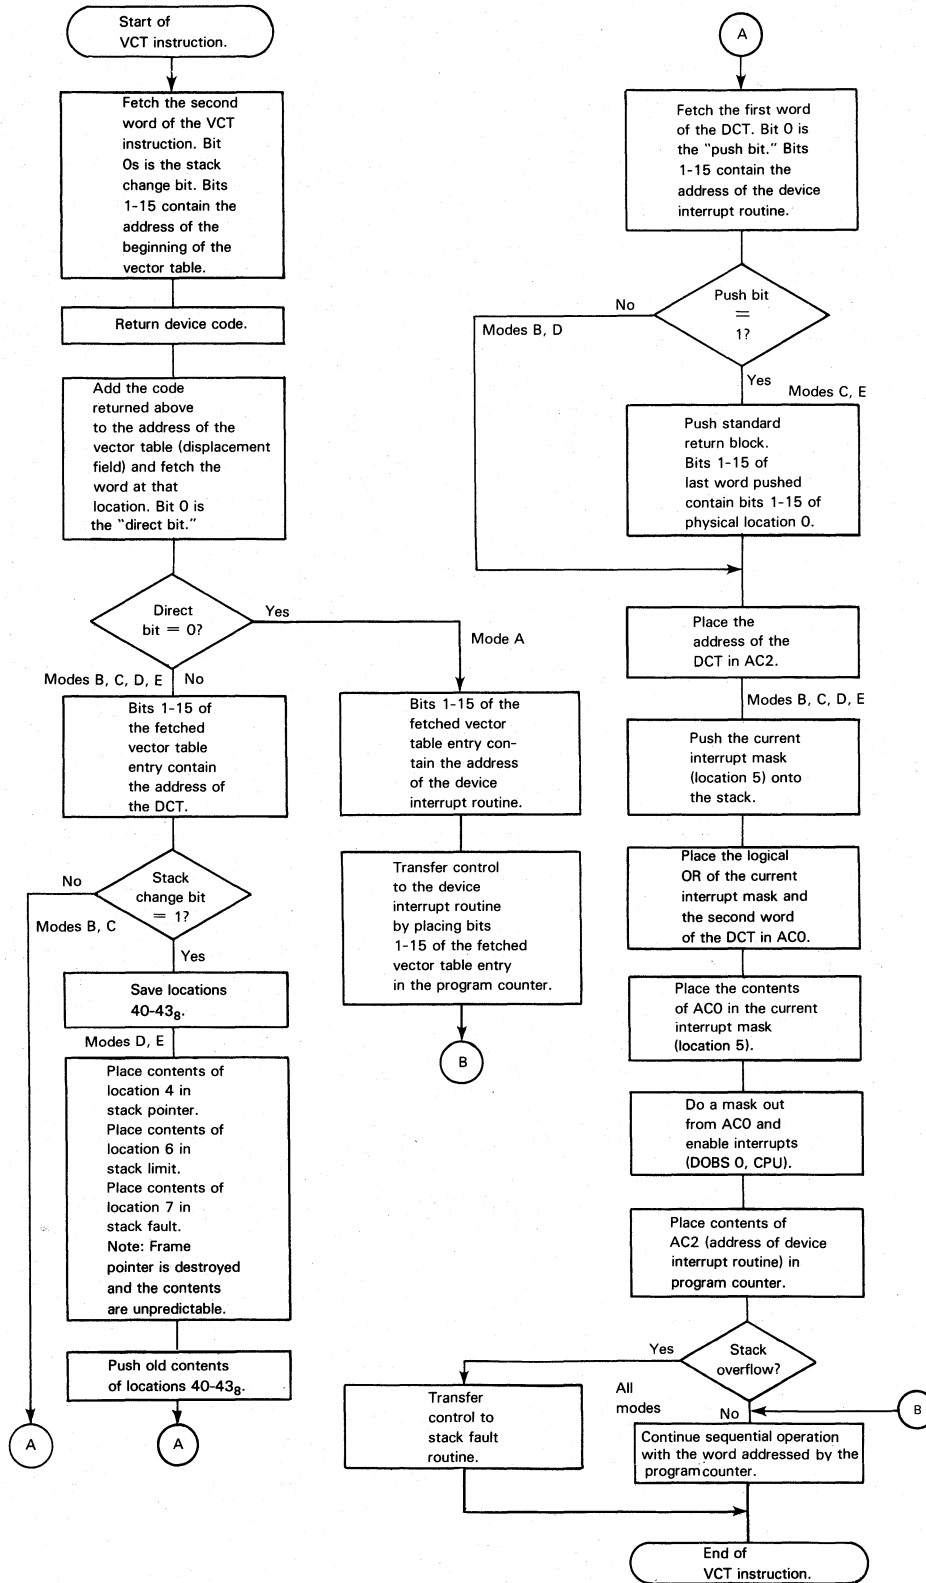 Start of
VCT instruction.
Fetch the second
word of the VCT
instruction. Bit
0s is the stack
change bit. Bits
1-15 contain the
address of the
beginning of the
vector table.
Return device code.
Add the code
returned above
to the address of the
vector table (displacement
field) and fetch the
word at that
location. Bit 0 is
the "direct bit."
Direct
bit = 0?
Yes
Mode A
Modes B, C, D, E
No
Bits 1-15 of
the fetched
vector table
entry contain
the address of
the DCT.
Stack
change bit
= 1?
No
Modes B, C
Yes
Save locations
40-43₈.
Modes D, E
Place contents of
location 4 in
stack pointer.
Place contents of
location 6 in
stack limit.
Place contents of
location 7 in
stack fault.
Note: Frame
pointer is destroyed
and the contents
are unpredictable.
Push old contents
of locations 40-43₈.
A
A
Bits 1-15 of the
fetched vector
table entry con-
tain the address
of the device
interrupt routine.
Transfer control
to the device
interrupt routine
by placing bits
1-15 of the fetched
vector table entry
in the program counter.
B
A
Fetch the first word
of the DCT. Bit 0 is
the "push bit." Bits
1-15 contain the
address of the device
interrupt routine.
Push bit
=
1?
No
Modes B, D
Yes
Modes C, E
Push standard
return block.
Bits 1-15 of
last word pushed
contain bits 1-15 of
physical location 0.
Place the
address of the
DCT in AC2.
Modes B, C, D, E
Push the current
interrupt mask
(location 5) onto
the stack.
Place the logical
OR of the current
interrupt mask and
the second word
of the DCT in AC0.
Place the contents
of AC0 in the current
interrupt mask
(location 5).
Do a mask out
from AC0 and
enable interrupts
(DOBS 0, CPU).
Place contents of
AC2 (address of device
interrupt routine) in
program counter.
Stack
overflow?
Yes
Transfer
control to
stack fault
routine.
All
modes
No
B
Continue sequential operation
with the word addressed by the
program counter.
End of
VCT instruction.